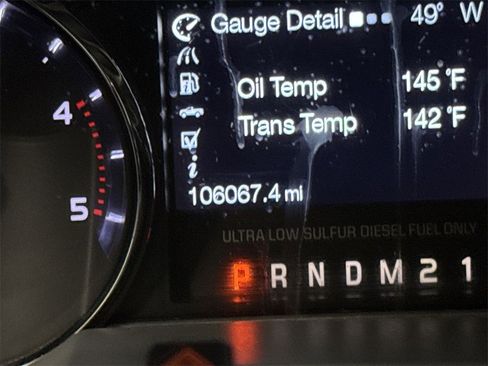 Gauge Detail 49° W
Oil Temp 145 °F
Trans Temp 142 °F
106067.4 mi
4
5
ULTRA LOW SULFUR DIESEL FUEL ONLY
P R N D M 2 1